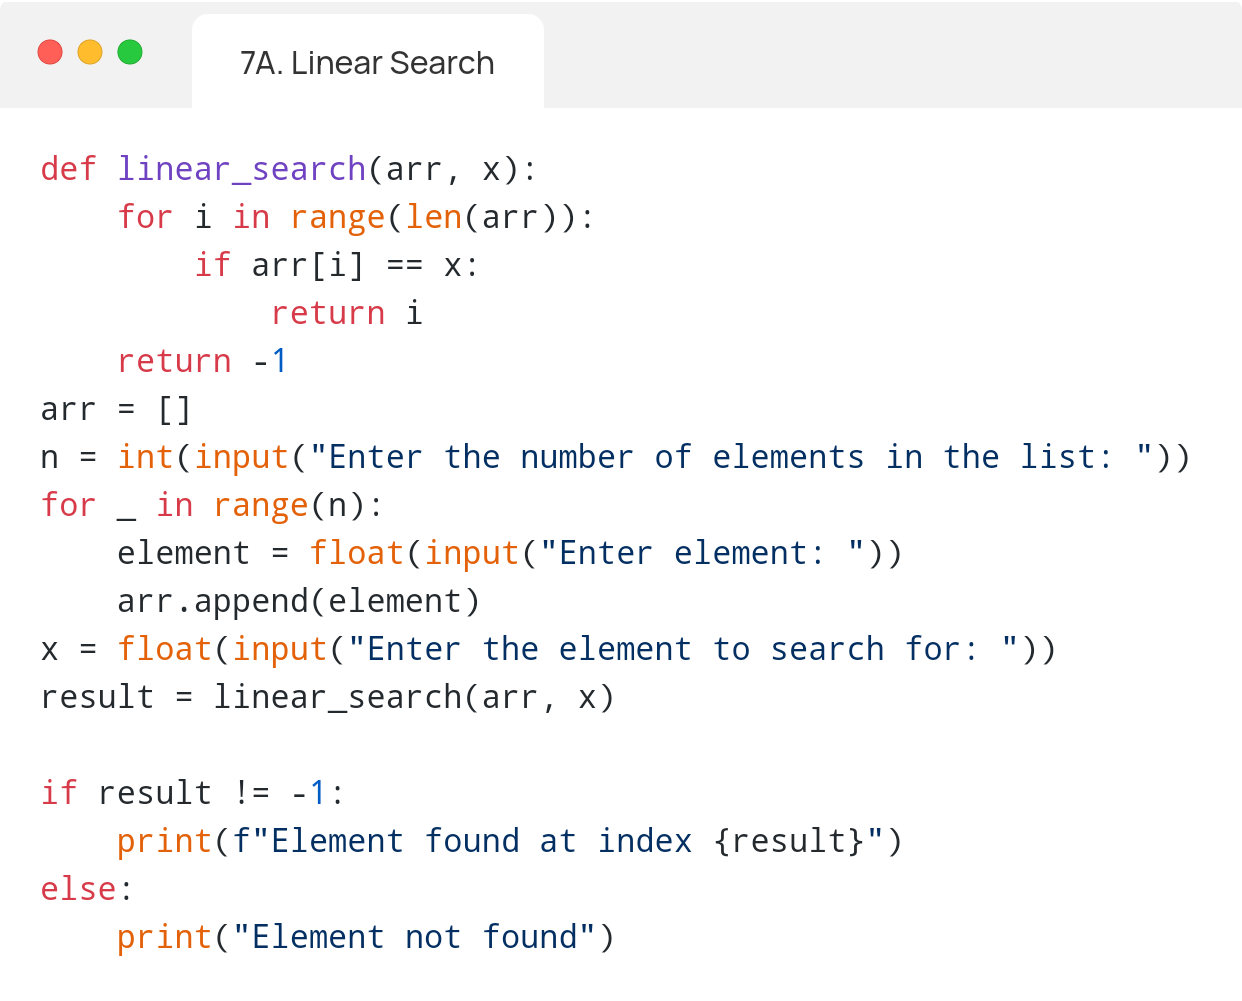 7A. Linear Search
def linear_search(arr, x):
    for i in range(len(arr)):
        if arr[i] == x:
            return i
    return -1
arr = []
n = int(input("Enter the number of elements in the list: "))
for _ in range(n):
    element = float(input("Enter element: "))
    arr.append(element)
x = float(input("Enter the element to search for: "))
result = linear_search(arr, x)

if result != -1:
    print(f"Element found at index {result}")
else:
    print("Element not found")